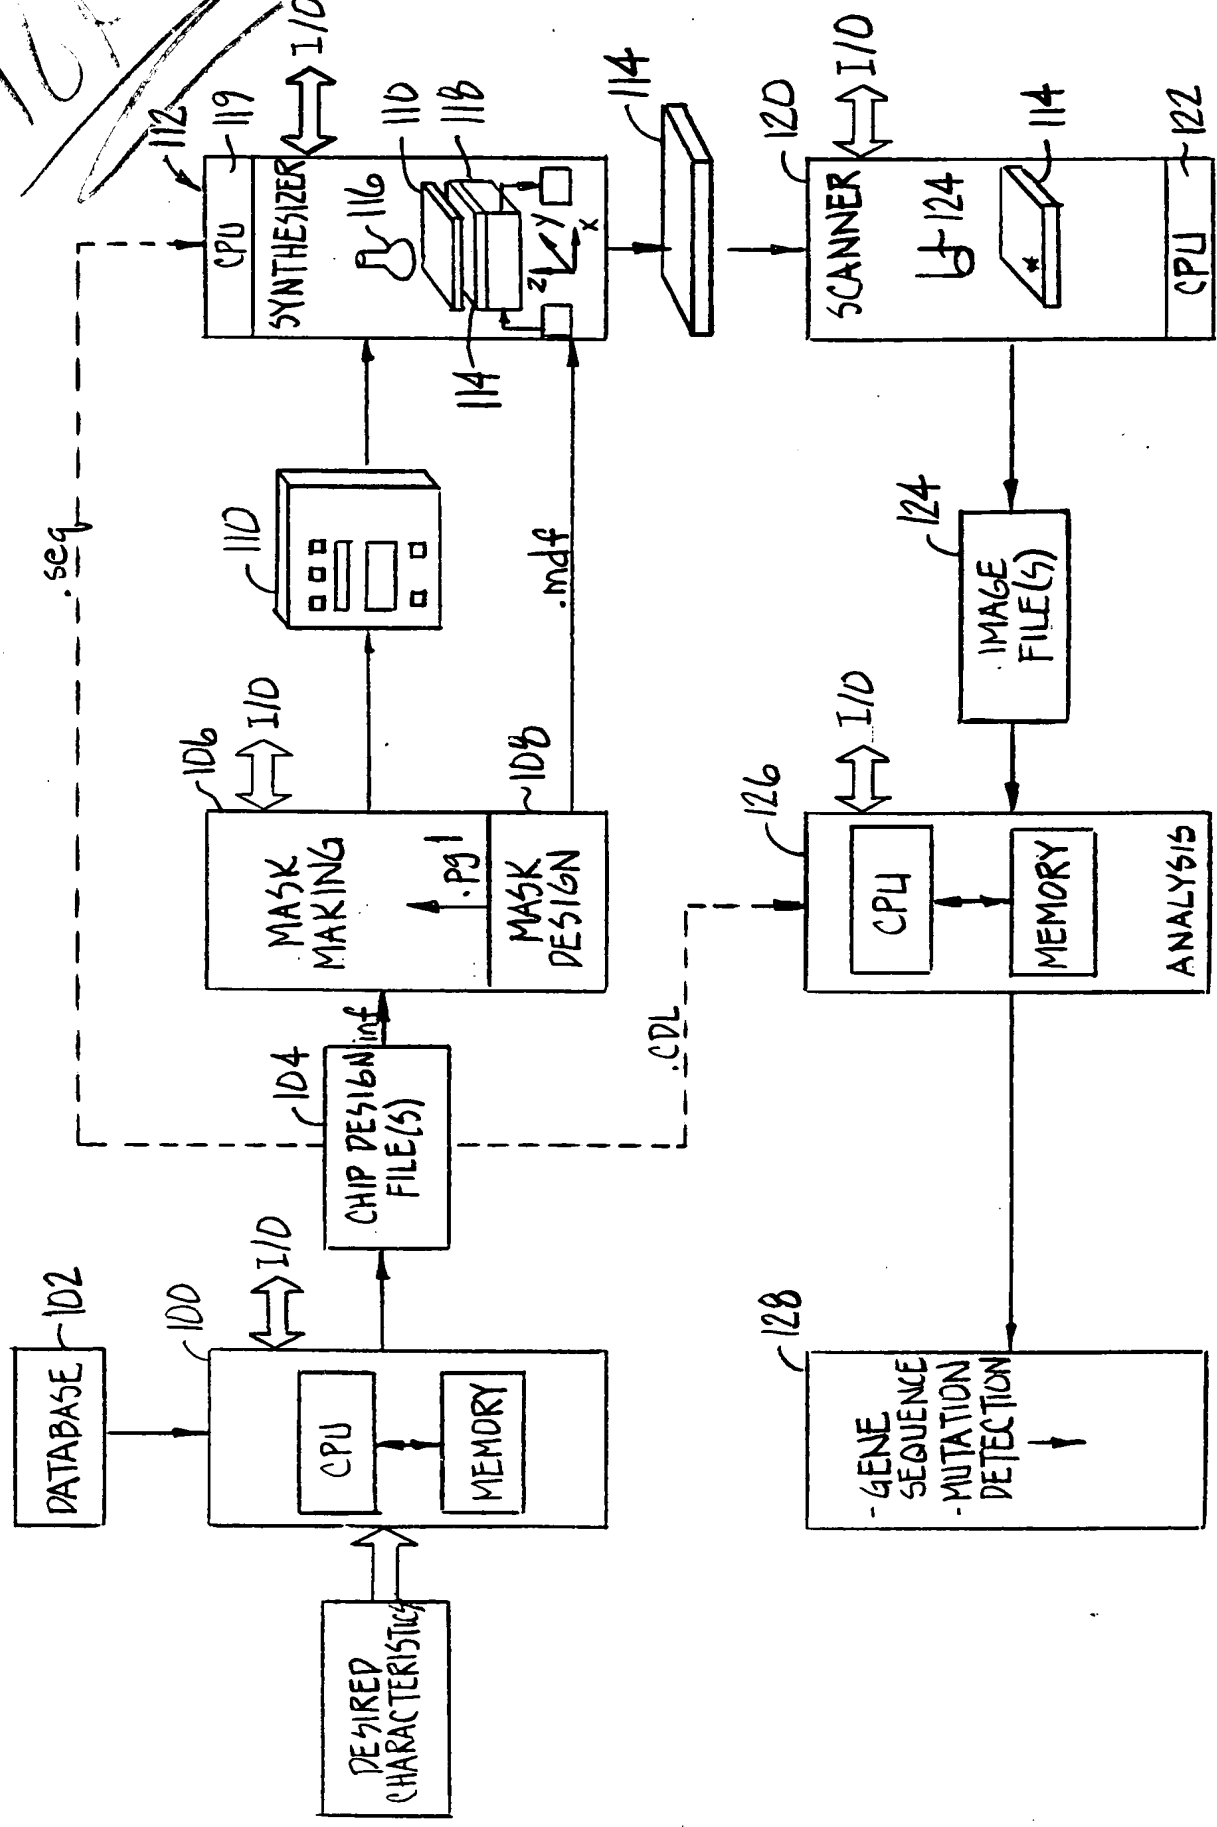 DATABASE
102
100
I/O
CPU
MEMORY
DESIRED
CHARACTERISTICS
104
CHIP DESIGN
FILE(S)
inf
.seq
.CDL
106
I/O
MASK
MAKING
.pg1
MASK
DESIGN
108
110
.mdf
112
119
CPU
SYNTHESIZER
I/O
116
110
118
114
Z
Y
X
114
120
I/O
SCANNER
124
114
CPU
122
124
IMAGE
FILE(S)
126
I/O
CPU
MEMORY
ANALYSIS
128
- GENE
SEQUENCE
- MUTATION
DETECTION